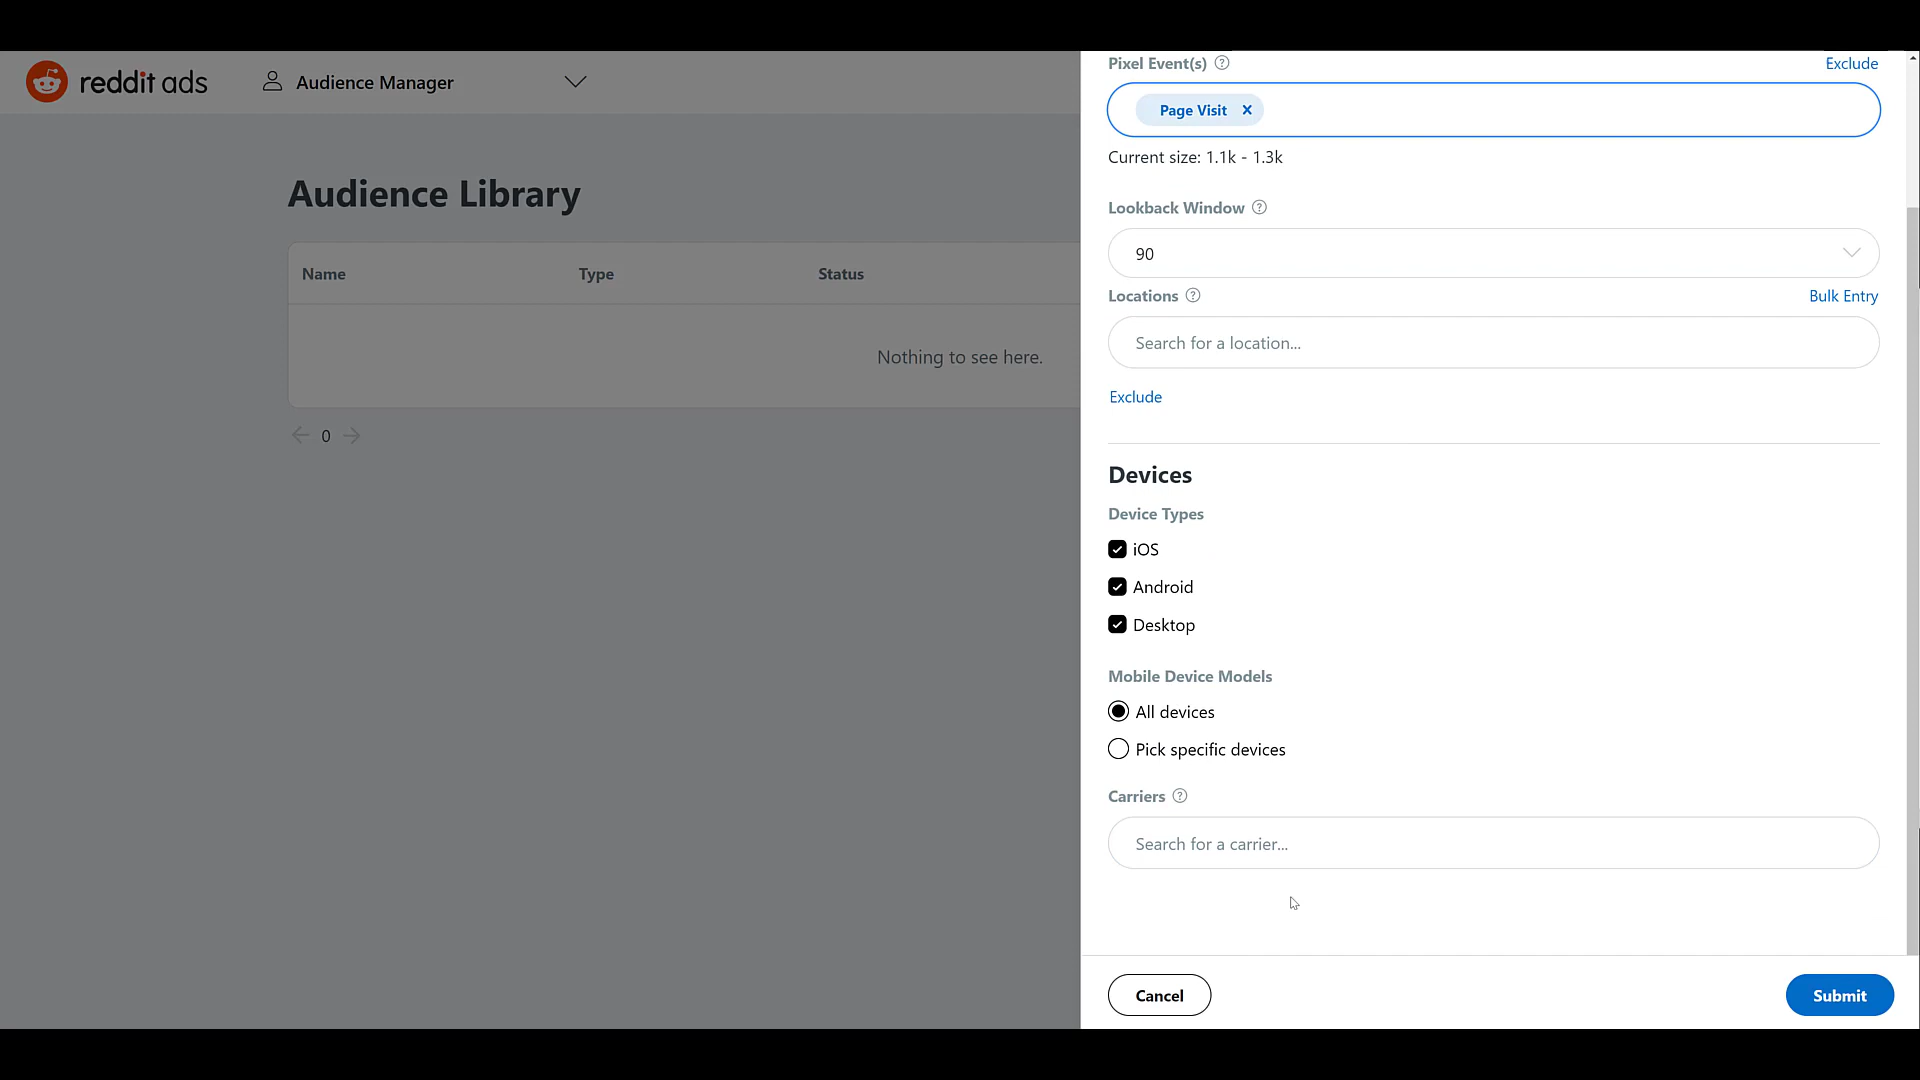 reddit ads
Audience Manager
Audience Library
Name Type Status
Nothing to see here.
0
Pixel Event(s) ?
Exclude
Page Visit ×
Current size: 1.1k - 1.3k
Lookback Window ?
90
Locations ?
Bulk Entry
Search for a location...
Exclude
Devices
Device Types
iOS
Android
Desktop
Mobile Device Models
All devices
Pick specific devices
Carriers ?
Search for a carrier...
Cancel
Submit